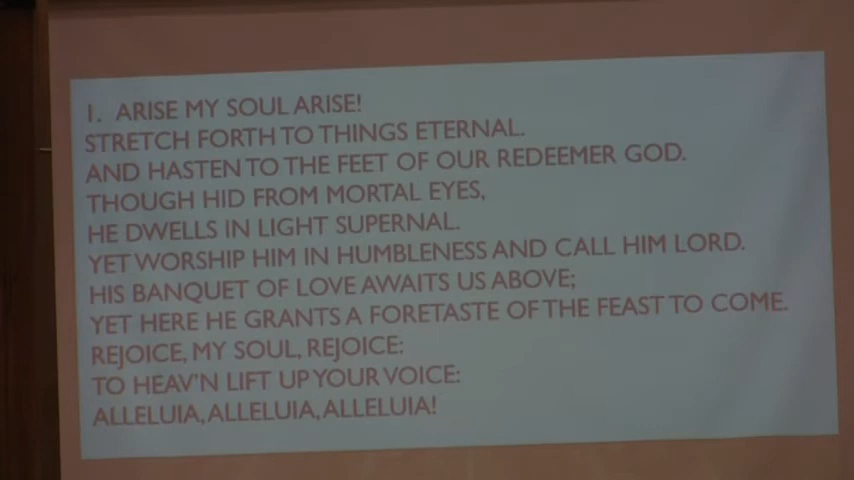 1. ARISE MY SOUL ARISE!
STRETCH FORTH TO THINGS ETERNAL.
AND HASTEN TO THE FEET OF OUR REDEEMER GOD.
THOUGH HID FROM MORTAL EYES,
HE DWELLS IN LIGHT SUPERNAL.
YET WORSHIP HIM IN HUMBLENESS AND CALL HIM LORD.
HIS BANQUET OF LOVE AWAITS US ABOVE;
YET HERE HE GRANTS A FORETASTE OF THE FEAST TO COME.
REJOICE, MY SOUL, REJOICE:
TO HEAV'N LIFT UP YOUR VOICE:
ALLELUIA, ALLELUIA, ALLELUIA!